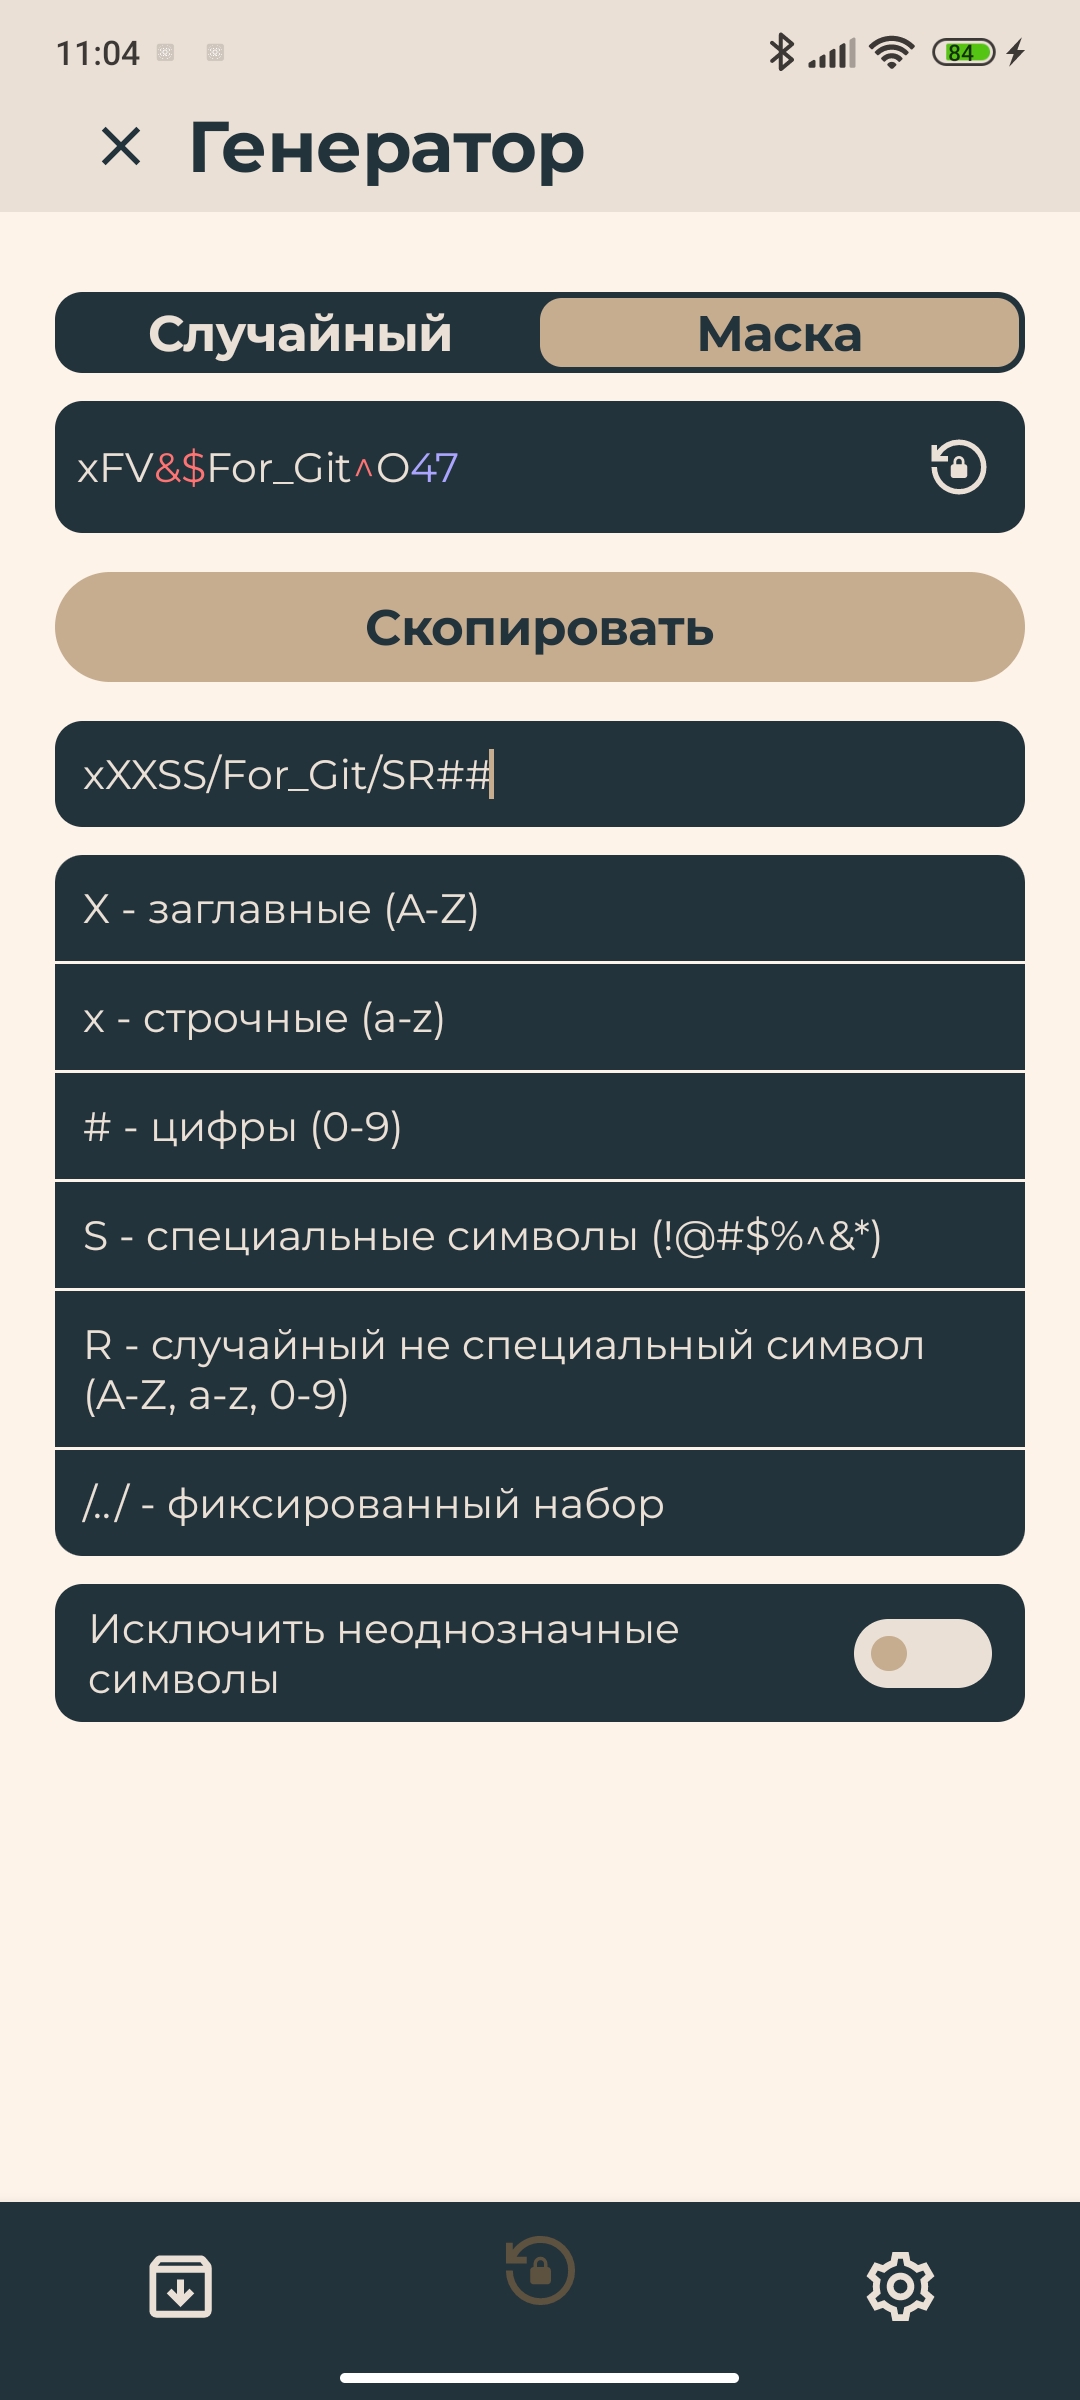 11:04
84
Генератор
Случайный
Маска
xFV&$For_Git^O47
Скопировать
xXXSS/For_Git/SR##
X - заглавные (A-Z)
x - строчные (a-z)
# - цифры (0-9)
S - специальные символы (!@#$%^&*)
R - случайный не специальный символ
(A-Z, a-z, 0-9)
/../ - фиксированный набор
Исключить неоднозначные
символы